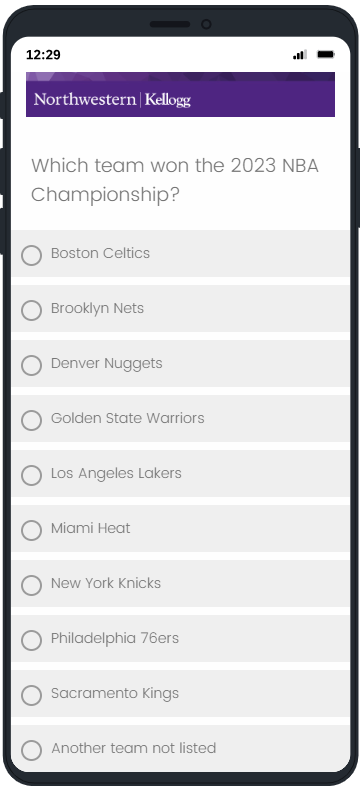 12:29
Northwestern | Kellogg
Which team won the 2023 NBA
Championship?
Boston Celtics
Brooklyn Nets
Denver Nuggets
Golden State Warriors
Los Angeles Lakers
Miami Heat
New York Knicks
Philadelphia 76ers
Sacramento Kings
Another team not listed